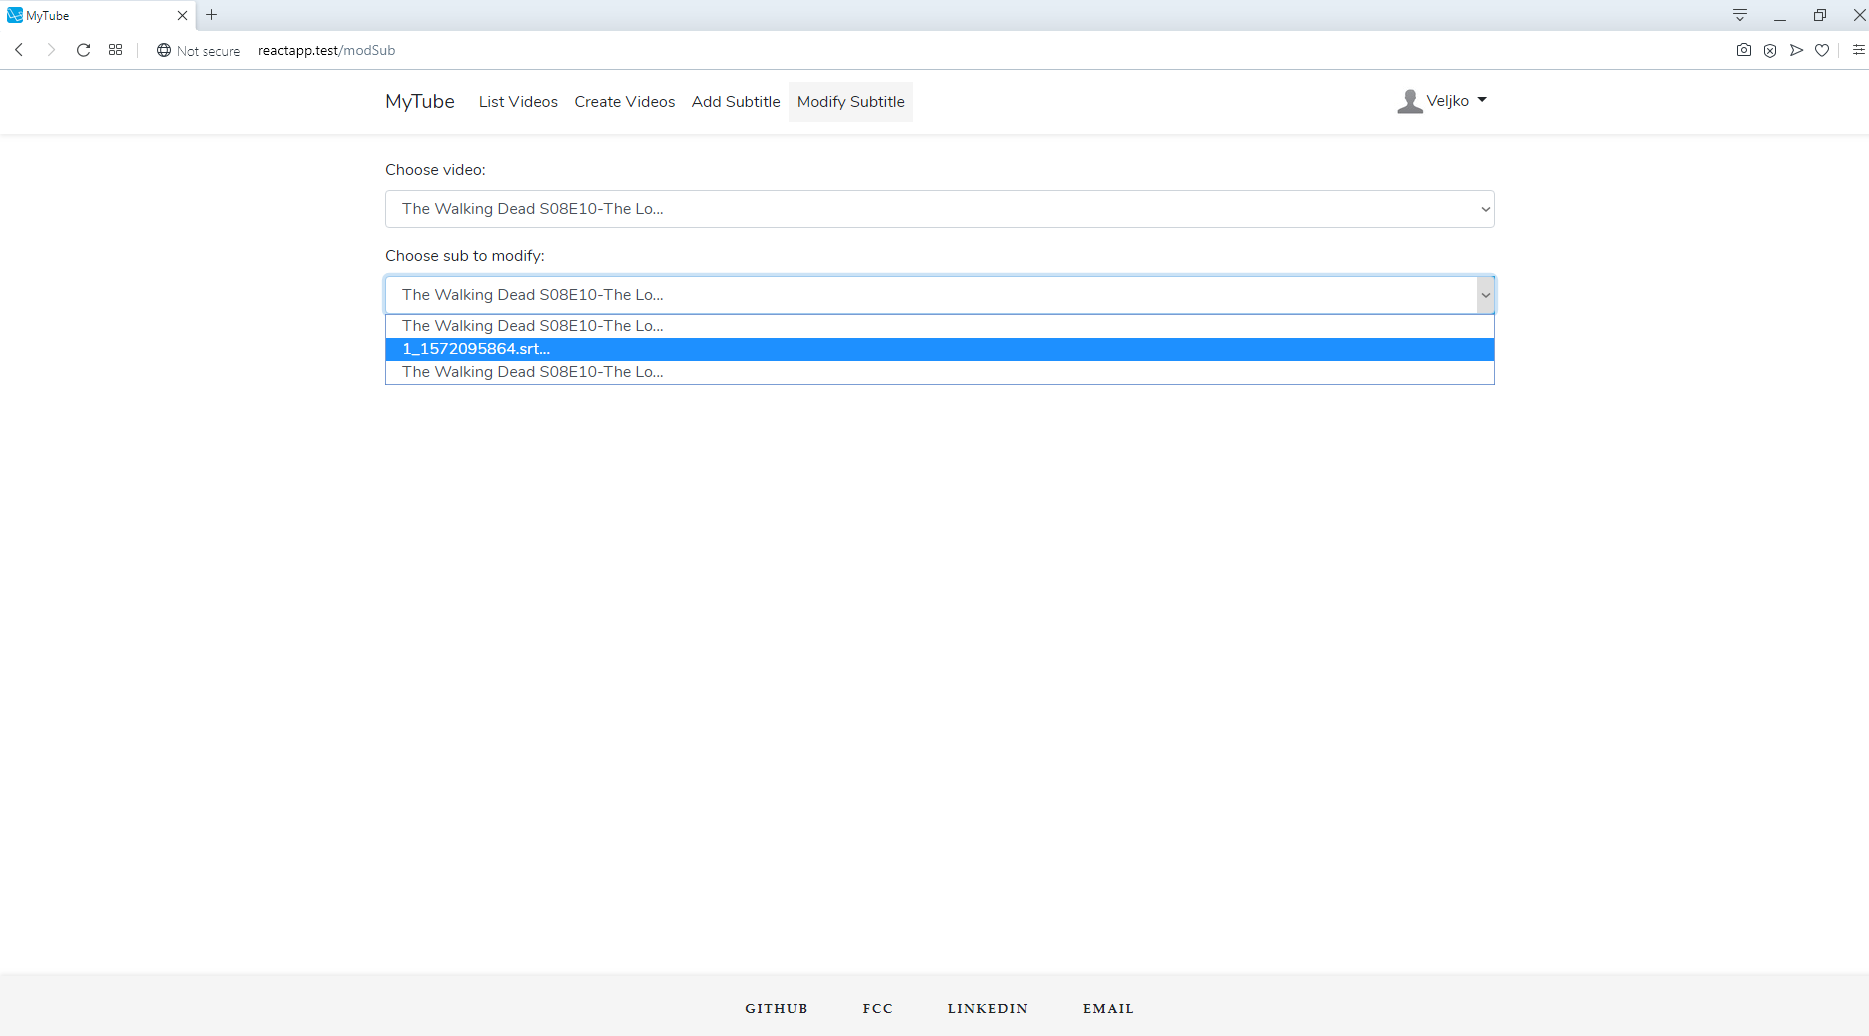 MyTube
Not secure reactapp.test/modSub
MyTube List Videos Create Videos Add Subtitle Modify Subtitle Veljko
Choose video:
The Walking Dead S08E10-The Lo...
Choose sub to modify:
The Walking Dead S08E10-The Lo...
The Walking Dead S08E10-The Lo...
1_1572095864.srt...
The Walking Dead S08E10-The Lo...
GITHUB FCC LINKEDIN EMAIL